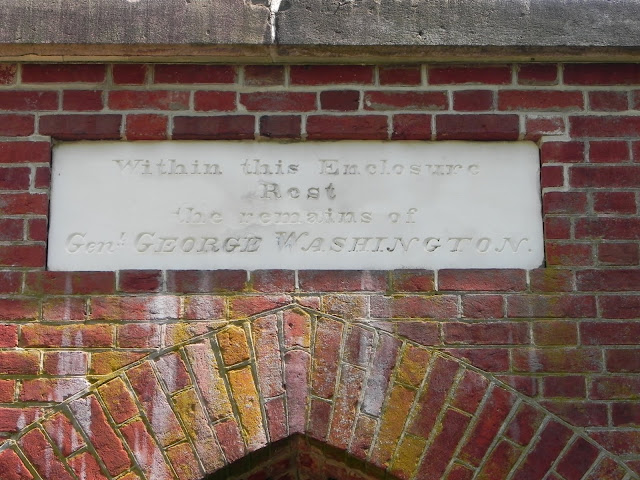 Within this Enclosure
Rest
the remains of
Genl. GEORGE WASHINGTON.